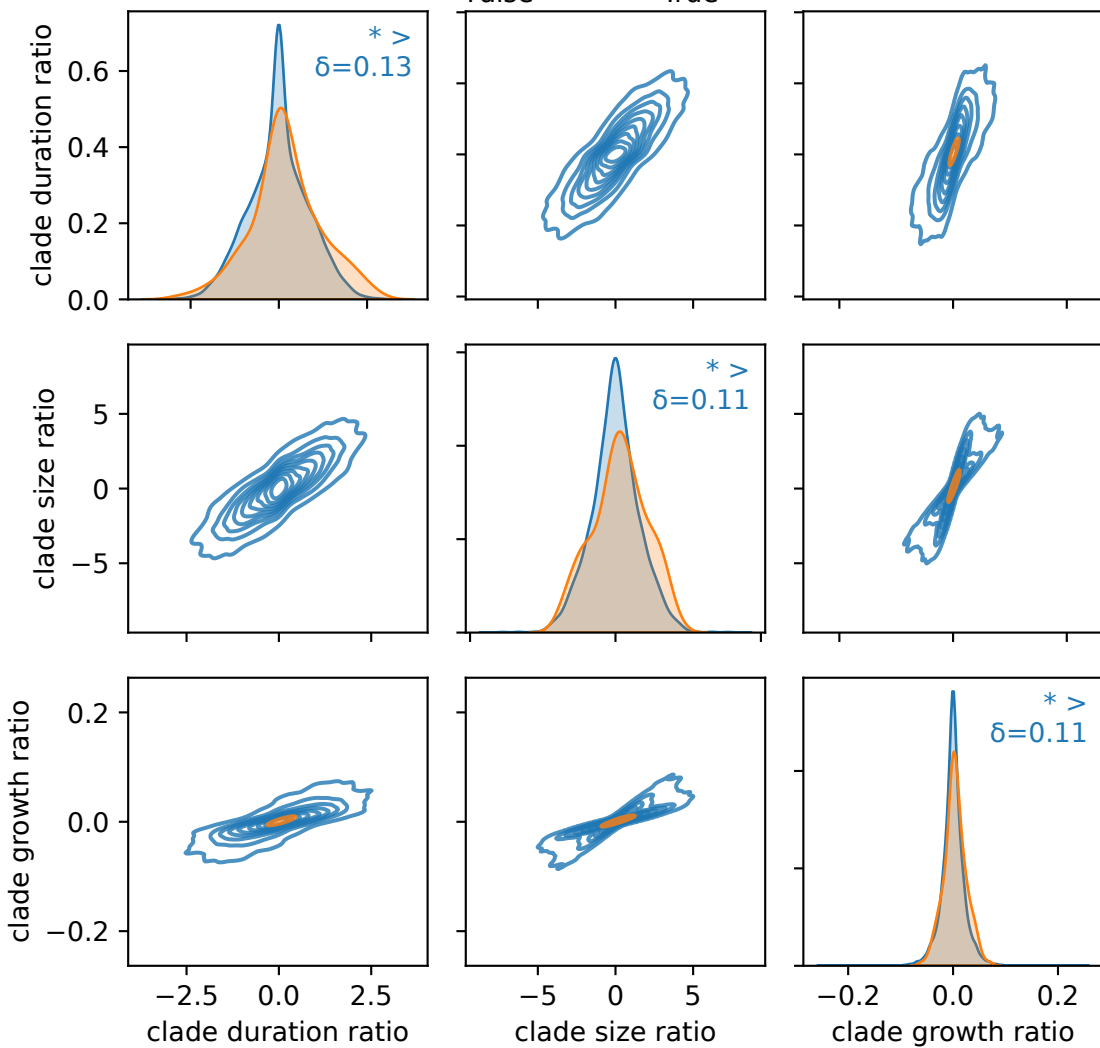 clade duration ratio
0.6
0.4
0.2
0.0
* >
δ=0.13
clade size ratio
5
0
−5
* >
δ=0.11
clade growth ratio
0.2
0.0
−0.2
* >
δ=0.11
−2.5 0.0 2.5
−5 0 5
−0.2 0.0 0.2
clade duration ratio
clade size ratio
clade growth ratio